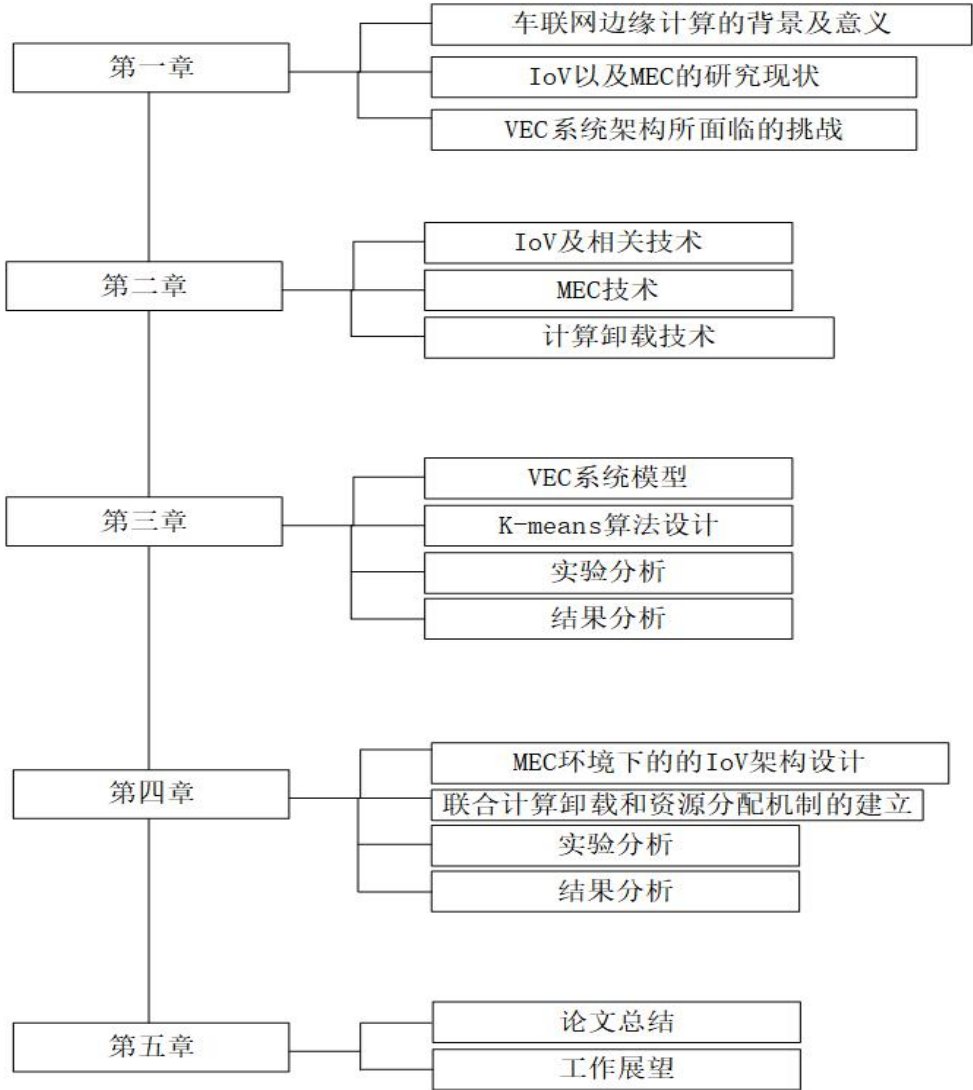 第一章
车联网边缘计算的背景及意义
IoV以及MEC的研究现状
VEC系统架构所面临的挑战
第二章
IoV及相关技术
MEC技术
计算卸载技术
第三章
VEC系统模型
K-means算法设计
实验分析
结果分析
第四章
MEC环境下的的IoV架构设计
联合计算卸载和资源分配机制的建立
实验分析
结果分析
第五章
论文总结
工作展望